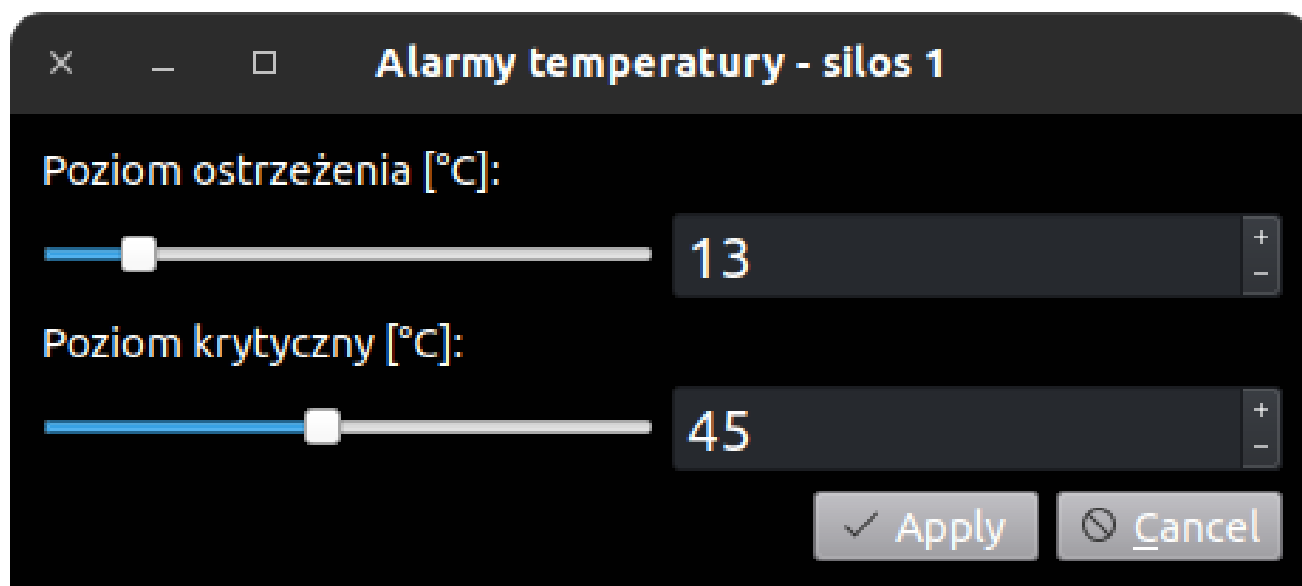 Alarmy temperatury - silos 1
Poziom ostrzeżenia [°C]:
13
Poziom krytyczny [°C]:
45
Apply Cancel